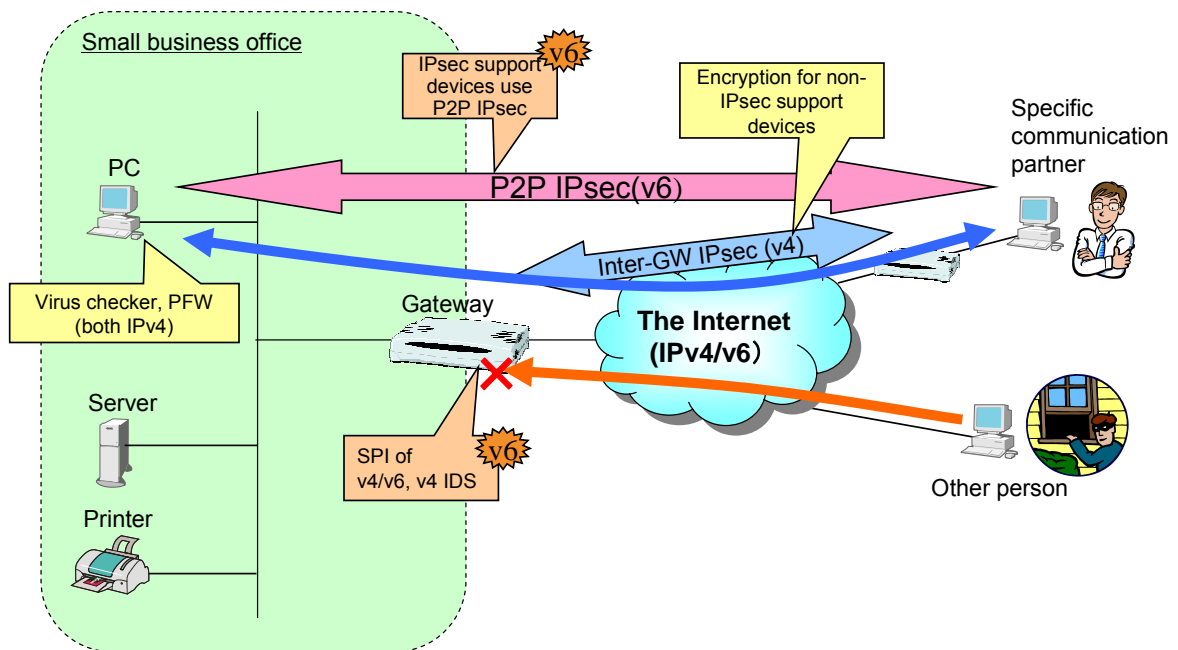 Small business office
v6
IPsec support
devices use
P2P IPsec
Encryption for non-
IPsec support
devices
Specific
communication
partner
PC
P2P IPsec(v6)
Inter-GW IPsec (v4)
Virus checker, PFW
(both IPv4)
Gateway
The Internet
(IPv4/v6）
Server
SPI of
v4/v6, v4 IDS
v6
Other person
Printer